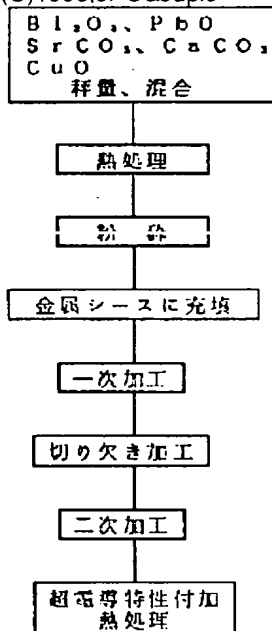 Bi₂O₃、PbO
SrCO₃、CaCO₃
CuO
秤量、混合
熱処理
粉砕
金属シースに充填
一次加工
切り欠き加工
二次加工
超電導特性付加
熱処理